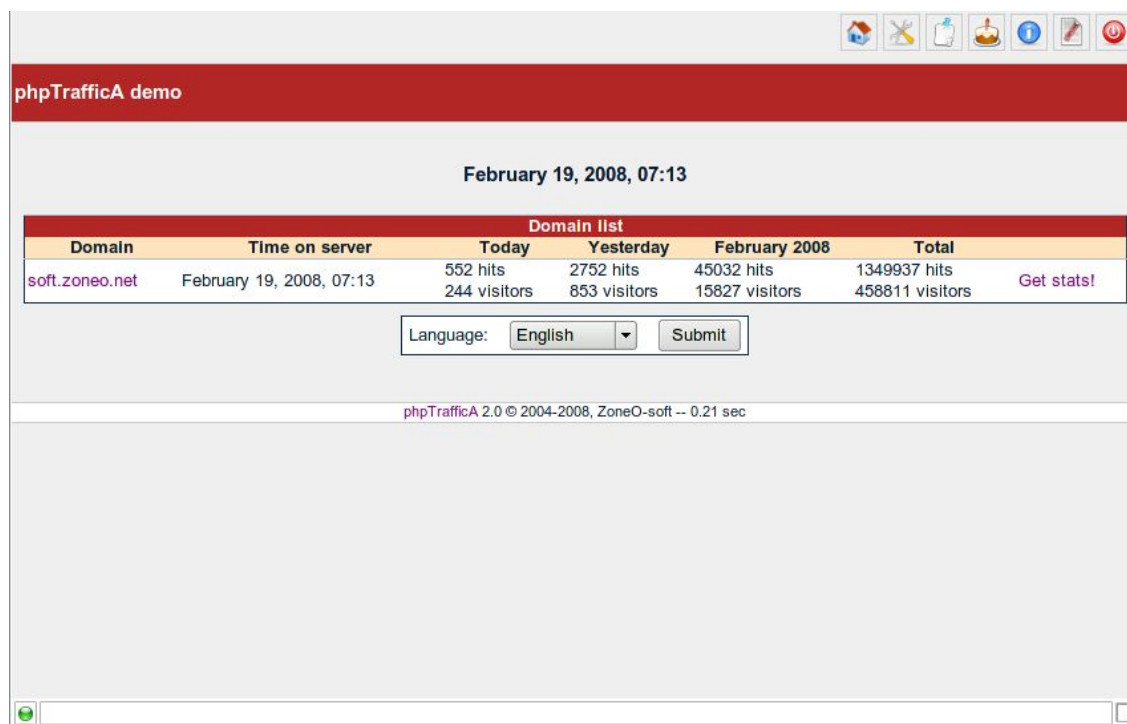 phpTrafficA demo
February 19, 2008, 07:13
Domain list
Domain Time on server Today Yesterday February 2008 Total
soft.zoneo.net February 19, 2008, 07:13 552 hits 2752 hits 45032 hits 1349937 hits Get stats!
244 visitors 853 visitors 15827 visitors 458811 visitors
Language: English Submit
phpTrafficA 2.0 © 2004-2008, ZoneO-soft -- 0.21 sec